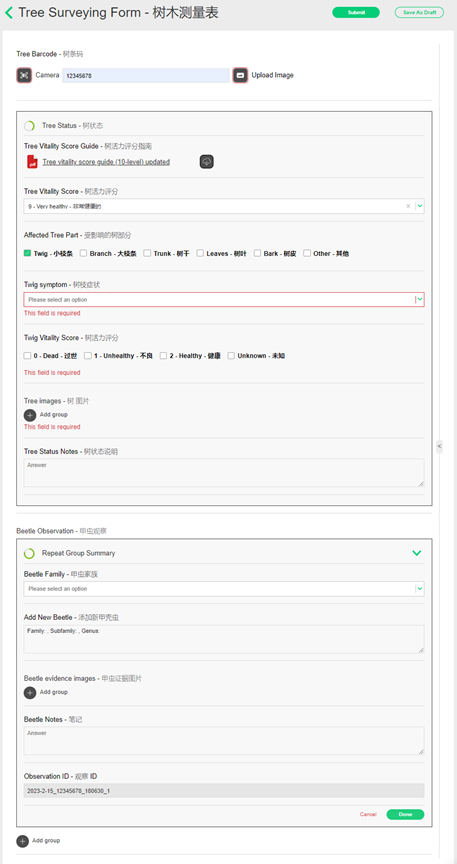 Tree Surveying Form - 树木测量表
Submit
Save As Draft
Tree Barcode - 树条码
Camera
12345678
Upload Image
Tree Status - 树状态
Tree Vitality Score Guide - 树活力评分指南
pdf
Tree vitality score guide (10-level) updated
Tree Vitality Score - 树活力评分
9 - Very healthy - 非常健康的
Affected Tree Part - 受影响的树部分
Twig - 小枝条 Branch - 大枝条 Trunk - 树干 Leaves - 树叶 Bark - 树皮 Other - 其他
Twig symptom - 树枝症状
Please select an option
This field is required
Twig Vitality Score - 树活力评分
0 - Dead - 过世 1 - Unhealthy - 不良 2 - Healthy - 健康 Unknown - 未知
This field is required
Tree images - 树 图片
Add group
This field is required
Tree Status Notes - 树状态说明
Answer
<
Beetle Observation - 甲虫观察
Repeat Group Summary
Beetle Family - 甲虫家族
Please select an option
Add New Beetle - 添加新甲壳虫
Family: , Subfamily: , Genus:
Beetle evidence images - 甲虫证据图片
Add group
Beetle Notes - 笔记
Answer
Observation ID - 观察 ID
2023-2-15_12345678_180630_1
Cancel
Done
Add group